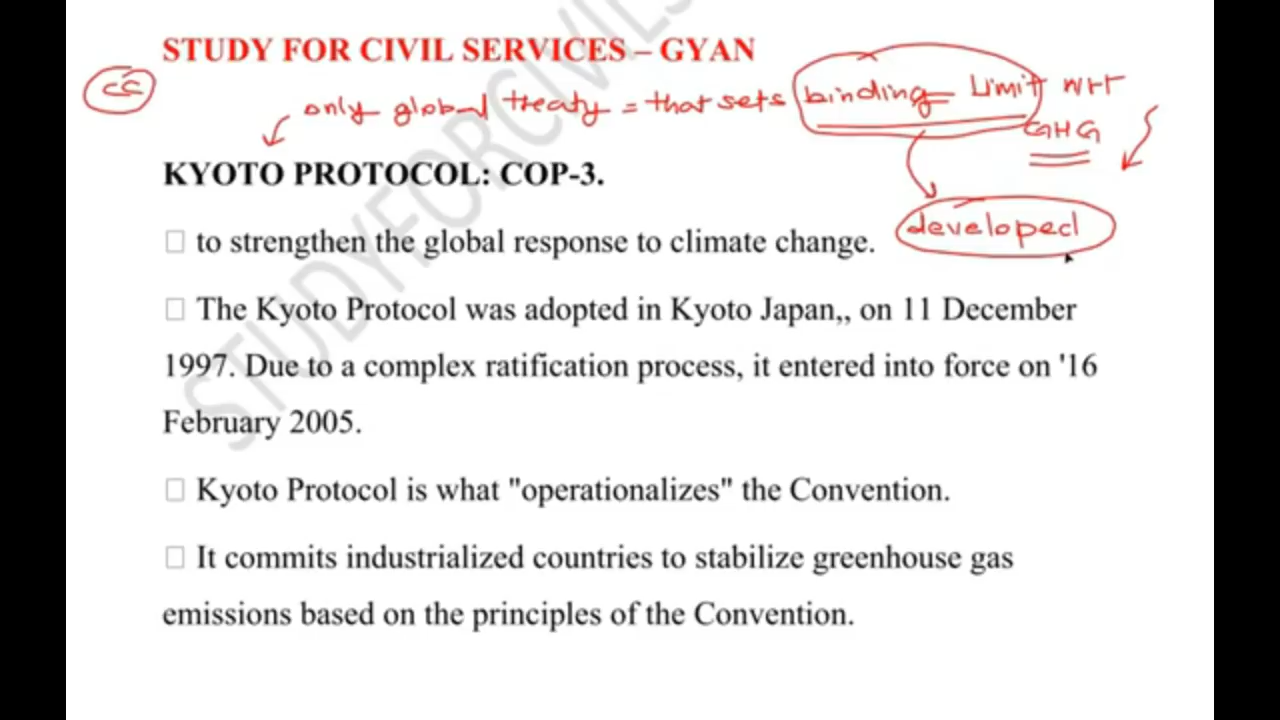 STUDY FOR CIVIL SERVICES – GYAN
CC
only global treaty = that sets binding Limit wrt
GHG
KYOTO PROTOCOL: COP-3.
developed
to strengthen the global response to climate change.
The Kyoto Protocol was adopted in Kyoto Japan,, on 11 December
1997. Due to a complex ratification process, it entered into force on '16
February 2005.
Kyoto Protocol is what "operationalizes" the Convention.
It commits industrialized countries to stabilize greenhouse gas
emissions based on the principles of the Convention.
STUDYFORCIVILS